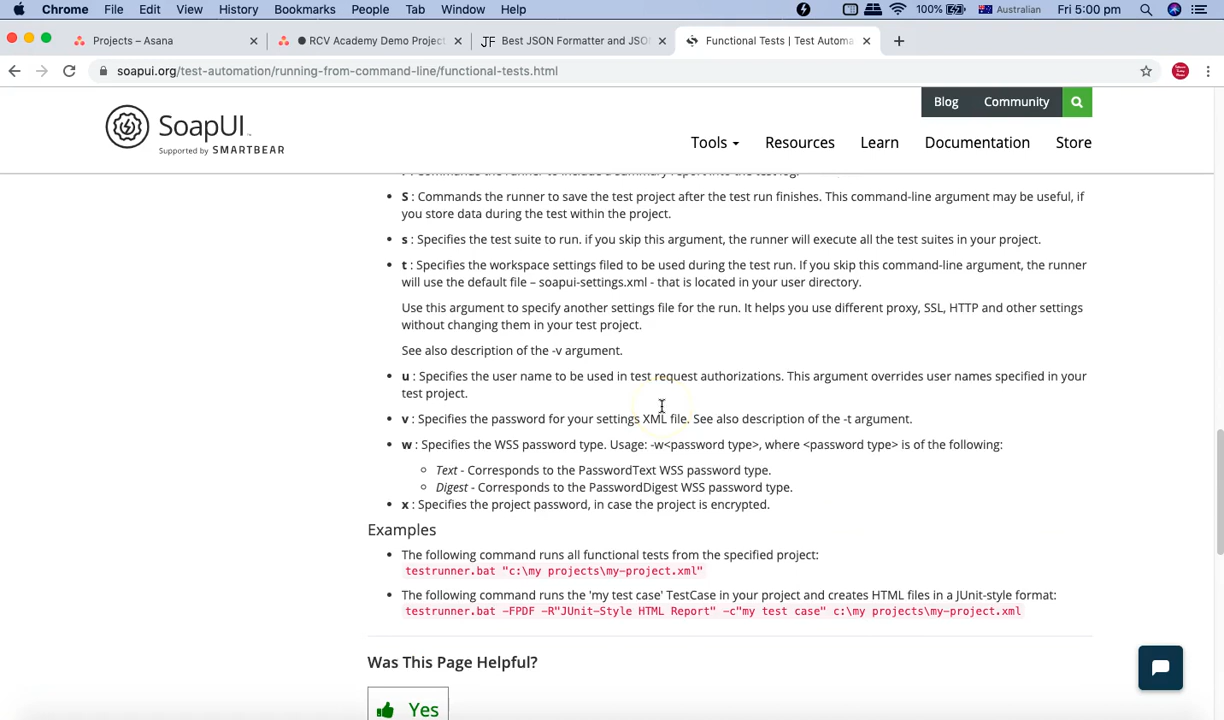 Chrome File Edit View History Bookmarks People Tab Window Help 100% Australian Fri 5:00 pm
Projects – Asana RCV Academy Demo Projec JF Best JSON Formatter and JSO Functional Tests | Test Automa
soapui.org/test-automation/running-from-command-line/functional-tests.html
Blog Community
SoapUI
Supported by SMARTBEAR
Tools Resources Learn Documentation Store
S : Commands the runner to save the test project after the test run finishes. This command-line argument may be useful, if
you store data during the test within the project.
s : Specifies the test suite to run. if you skip this argument, the runner will execute all the test suites in your project.
t : Specifies the workspace settings filed to be used during the test run. If you skip this command-line argument, the runner
will use the default file – soapui-settings.xml - that is located in your user directory.
Use this argument to specify another settings file for the run. It helps you use different proxy, SSL, HTTP and other settings
without changing them in your test project.
See also description of the -v argument.
u : Specifies the user name to be used in test request authorizations. This argument overrides user names specified in your
test project.
v : Specifies the password for your settings XML file. See also description of the -t argument.
w : Specifies the WSS password type. Usage: -w<password type>, where <password type> is of the following:
Text - Corresponds to the PasswordText WSS password type.
Digest - Corresponds to the PasswordDigest WSS password type.
x : Specifies the project password, in case the project is encrypted.
Examples
The following command runs all functional tests from the specified project:
testrunner.bat "c:\my projects\my-project.xml"
The following command runs the 'my test case' TestCase in your project and creates HTML files in a JUnit-style format:
testrunner.bat -FPDF -R"JUnit-Style HTML Report" -c"my test case" c:\my projects\my-project.xml
Was This Page Helpful?
Yes